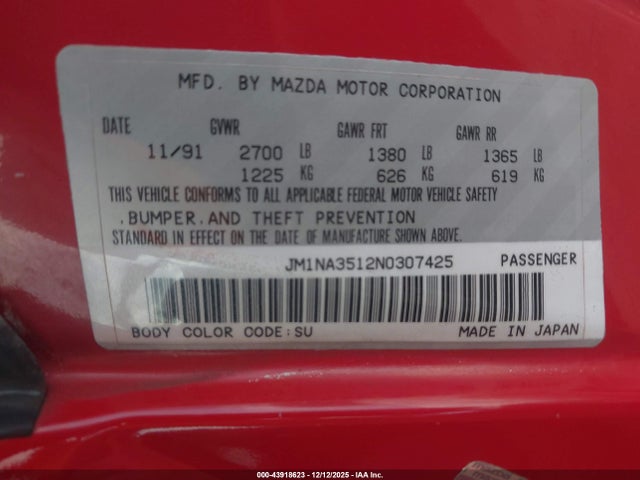 MFD. BY MAZDA MOTOR CORPORATION
DATE GVWR GAWR FRT GAWR RR
11/91 2700 LB 1380 LB 1365 LB
1225 KG 626 KG 619 KG
THIS VEHICLE CONFORMS TO ALL APPLICABLE FEDERAL MOTOR VEHICLE SAFETY
.BUMPER.AND THEFT PREVENTION
STANDARD IN EFFECT ON THE DATE OF MANUFACTURE SHOWN ABOVE.
JM1NA3512N0307425 PASSENGER
BODY COLOR CODE:SU MADE IN JAPAN
000-43918623 - 12/12/2025 - IAA Inc.